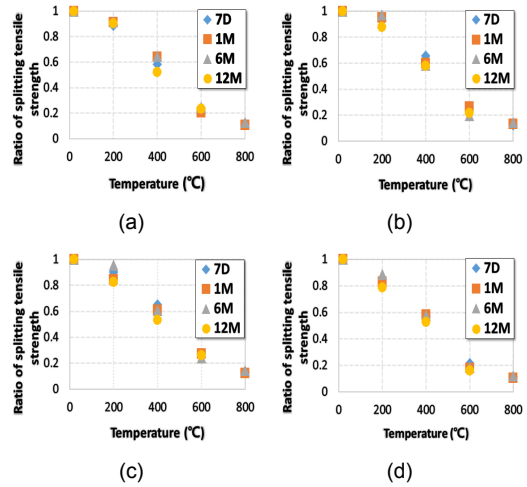 Ratio of splitting tensile
strength
1
0.8
0.6
0.4
0.2
0
0 200 400 600 800
Temperature (℃)
7D
1M
6M
12M
(a)
Ratio of splitting tensile
strength
1
0.8
0.6
0.4
0.2
0
0 200 400 600 800
Temperature (℃)
7D
1M
6M
12M
(b)
Ratio of splitting tensile
strength
1
0.8
0.6
0.4
0.2
0
0 200 400 600 800
Temperature (℃)
7D
1M
6M
12M
(c)
Ratio of splitting tensile
strength
1
0.8
0.6
0.4
0.2
0
0 200 400 600 800
Temperature (℃)
7D
1M
6M
12M
(d)